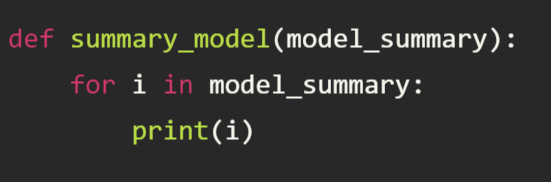 def summary_model(model_summary):
    for i in model_summary:
        print(i)